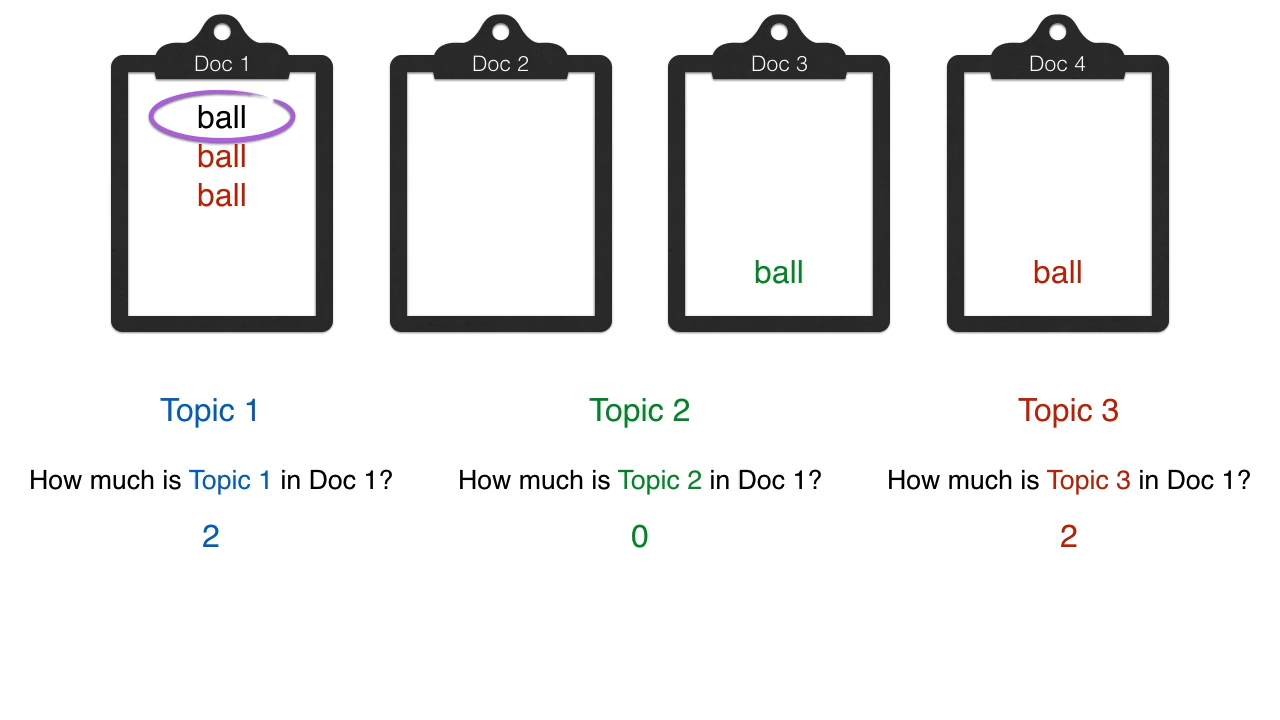 Doc 1
Doc 2
Doc 3
Doc 4
ball
ball
ball
ball
ball
Topic 1
Topic 2
Topic 3
How much is Topic 1 in Doc 1?
How much is Topic 2 in Doc 1?
How much is Topic 3 in Doc 1?
2
0
2